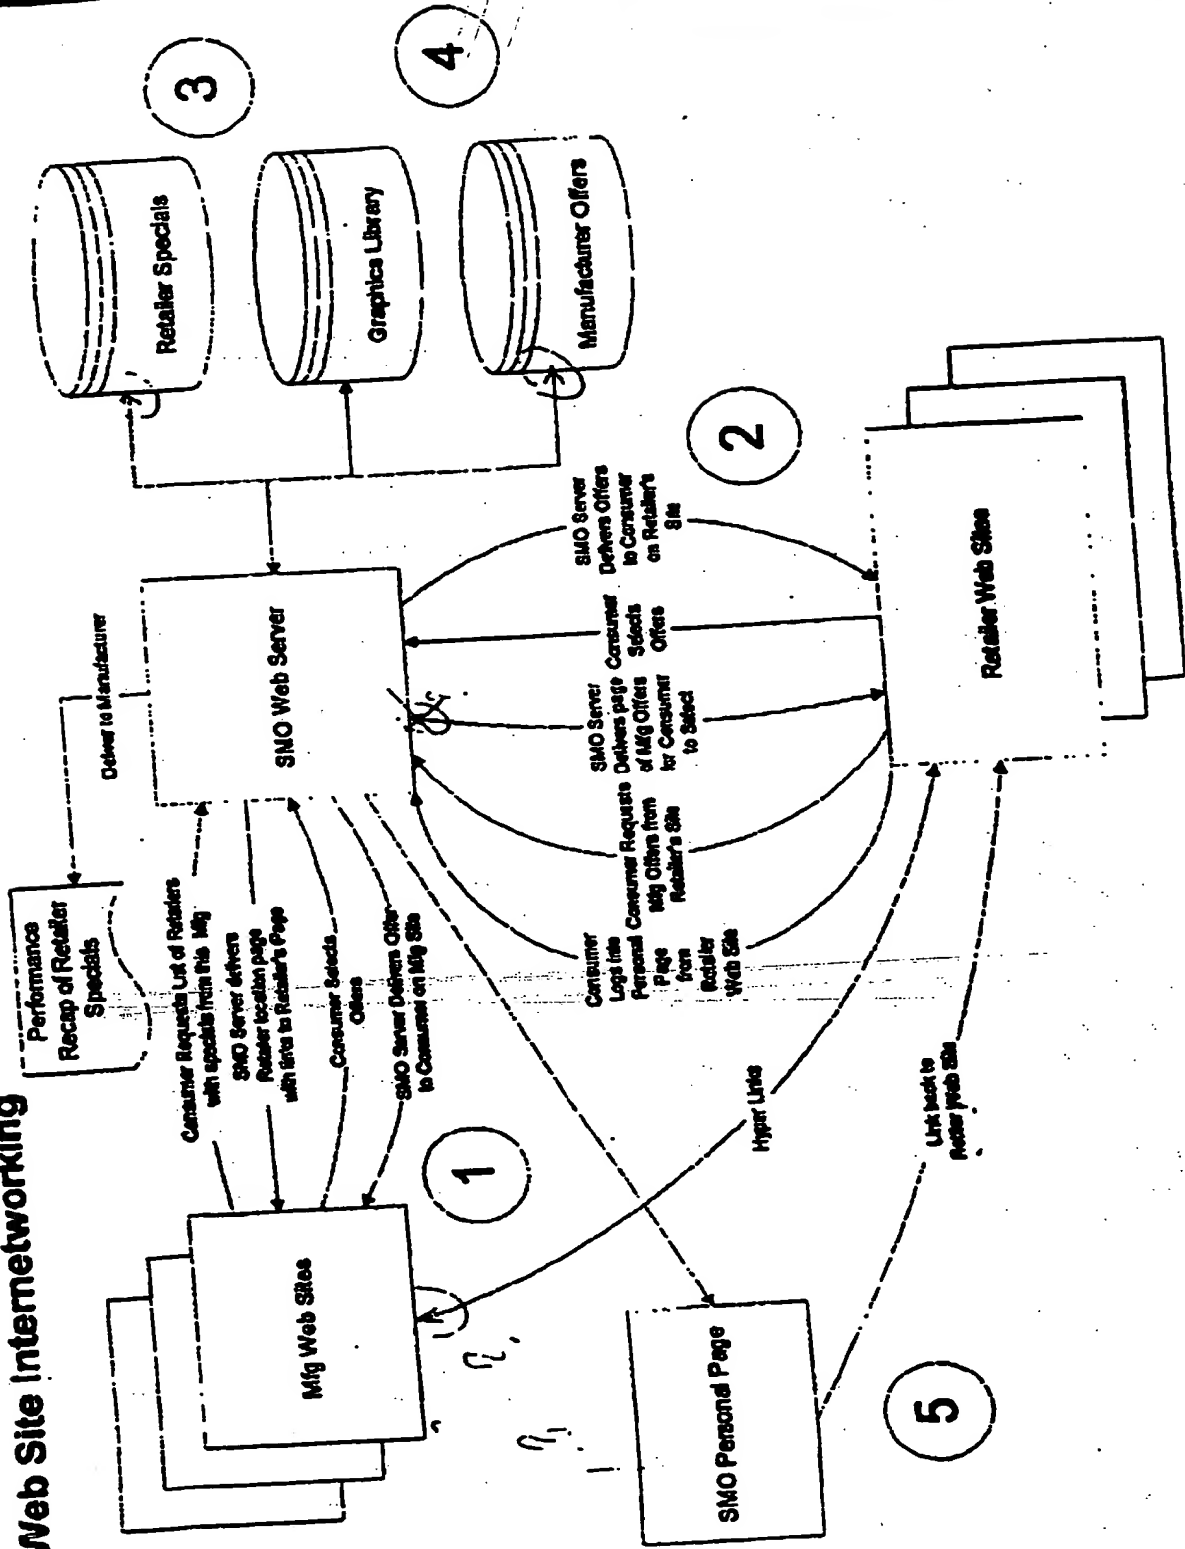 Web Site Internetworking
Performance
Recap of Retailer
Specials
Deliver to Manufacturer
Retailer Specials
3
Graphics Library
4
Manufacturer Offers
SMO Web Server
Consumer Requests List of Retailers
with specials from this Mfg
SMO Server delivers
Retailer location page
with links to Retailer's Page
Consumer Selects
Offers
SMO Server Delivers Offer
to Consumer on Mfg Site
Mfg Web Sites
1
Consumer
Logs Into
Personal
Page
from
Retailer
Web Site
Consumer Requests
Mfg Offers from
Retailer's Site
SMO Server
Delivers page
of Mfg Offers
for Consumer
to Select
Consumer
Selects
Offers
SMO Server
Delivers Offers
to Consumer
on Retailer's
Site
2
Hyper Links
SMO Personal Page
5
Link back to
Retailer Web Site
Retailer Web Sites